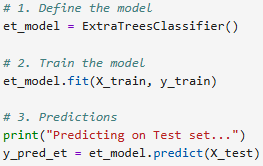 # 1. Define the model
et_model = ExtraTreesClassifier()
# 2. Train the model
et_model.fit(X_train, y_train)
# 3. Predictions
print("Predicting on Test set...")
y_pred_et = et_model.predict(X_test)